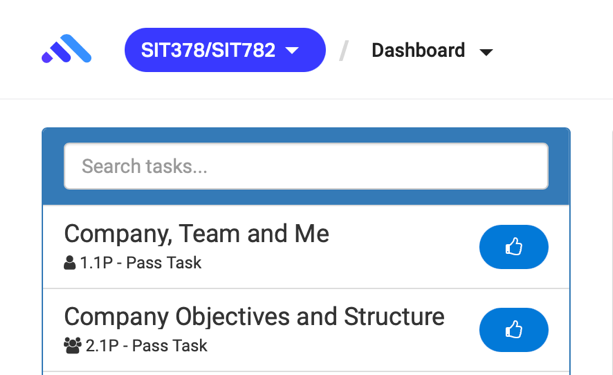 SIT378/SIT782 / Dashboard
Search tasks...
Company, Team and Me
1.1P - Pass Task
Company Objectives and Structure
2.1P - Pass Task